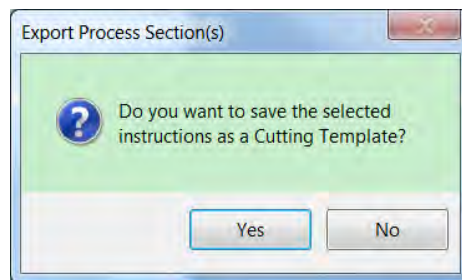 Export Process Section(s)
Do you want to save the selected
instructions as a Cutting Template?
Yes
No